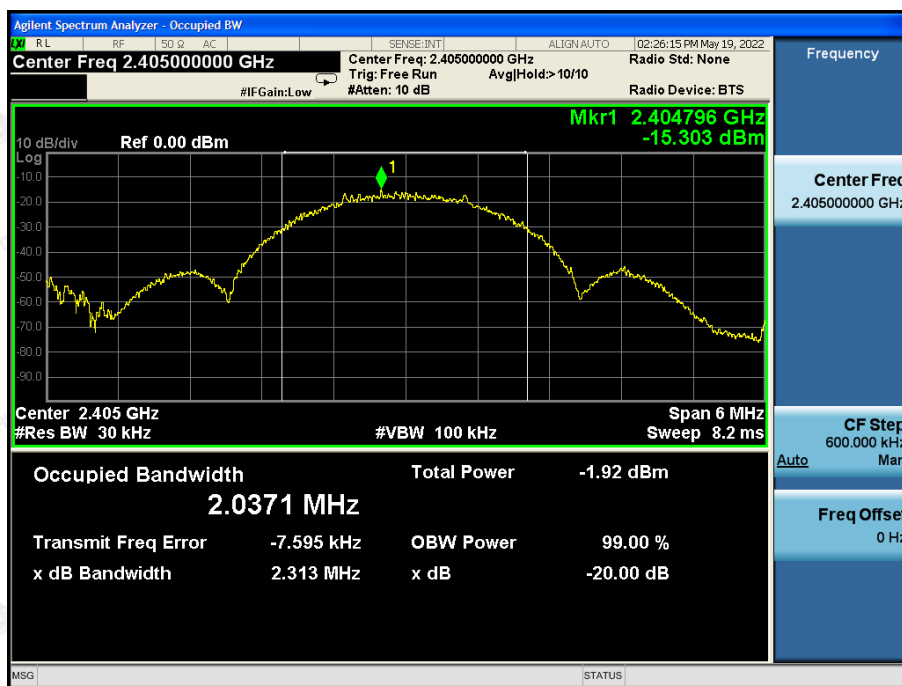 Agilent Spectrum Analyzer - Occupied BW
LXI RL RF 50 Ω AC SENSE:INT ALIGN AUTO 02:26:15 PM May 19, 2022
Center Freq 2.405000000 GHz
Center Freq: 2.405000000 GHz
Radio Std: None
Trig: Free Run Avg|Hold:>10/10
#IFGain:Low
#Atten: 10 dB
Radio Device: BTS
Mkr1 2.404796 GHz
-15.303 dBm
10 dB/div Ref 0.00 dBm
Log
1
-10.0
-20.0
-30.0
-40.0
-50.0
-60.0
-70.0
-80.0
-90.0
Center 2.405 GHz Span 6 MHz
#Res BW 30 kHz #VBW 100 kHz Sweep 8.2 ms
Occupied Bandwidth Total Power -1.92 dBm
2.0371 MHz
Transmit Freq Error -7.595 kHz OBW Power 99.00 %
x dB Bandwidth 2.313 MHz x dB -20.00 dB
MSG STATUS
Frequency
Center Freq
2.405000000 GHz
CF Step
600.000 kHz
Auto Man
Freq Offset
0 Hz